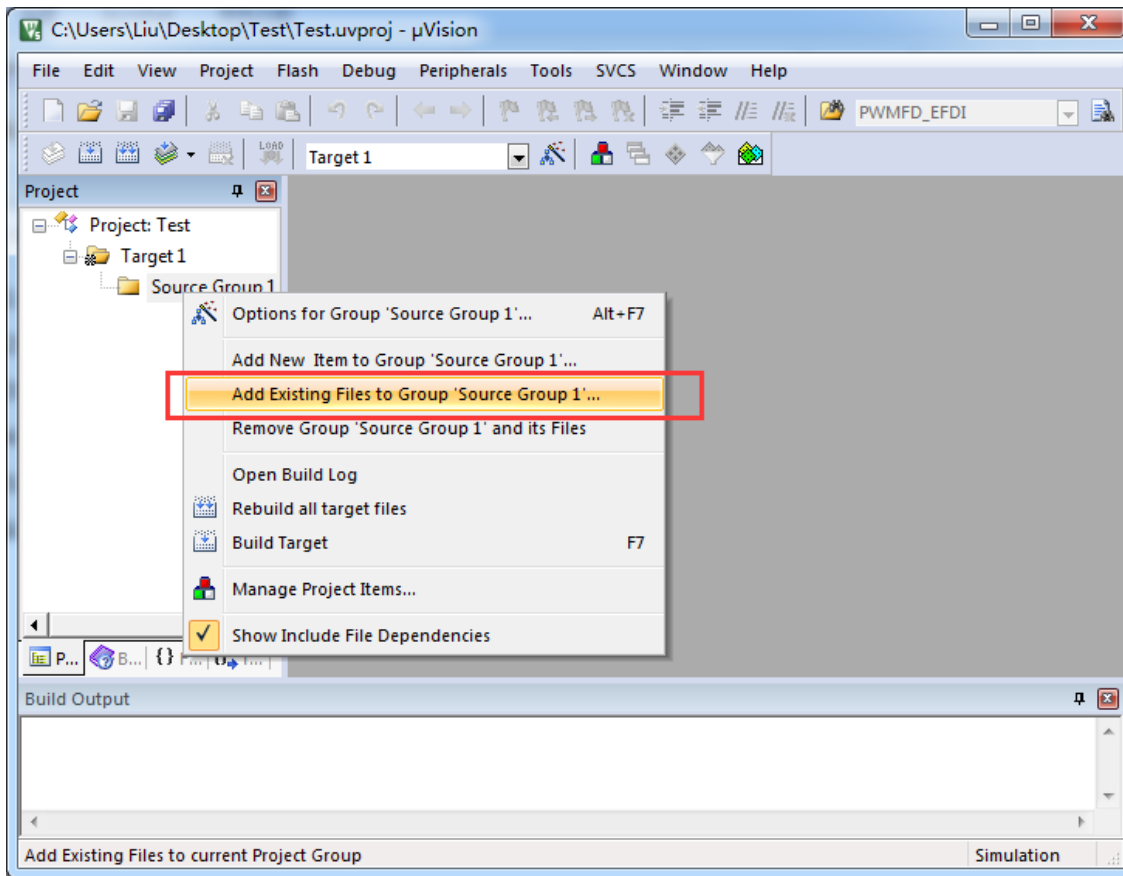 C:\Users\Liu\Desktop\Test\Test.uvproj - µVision
File Edit View Project Flash Debug Peripherals Tools SVCS Window Help
PWMFD_EFDI
LOAD Target 1
Project
Project: Test
Target 1
Source Group 1
Options for Group 'Source Group 1'... Alt+F7
Add New Item to Group 'Source Group 1'...
Add Existing Files to Group 'Source Group 1'...
Remove Group 'Source Group 1' and its Files
Open Build Log
Rebuild all target files
Build Target F7
Manage Project Items...
Show Include File Dependencies
P... B... {}
Build Output
Add Existing Files to current Project Group Simulation